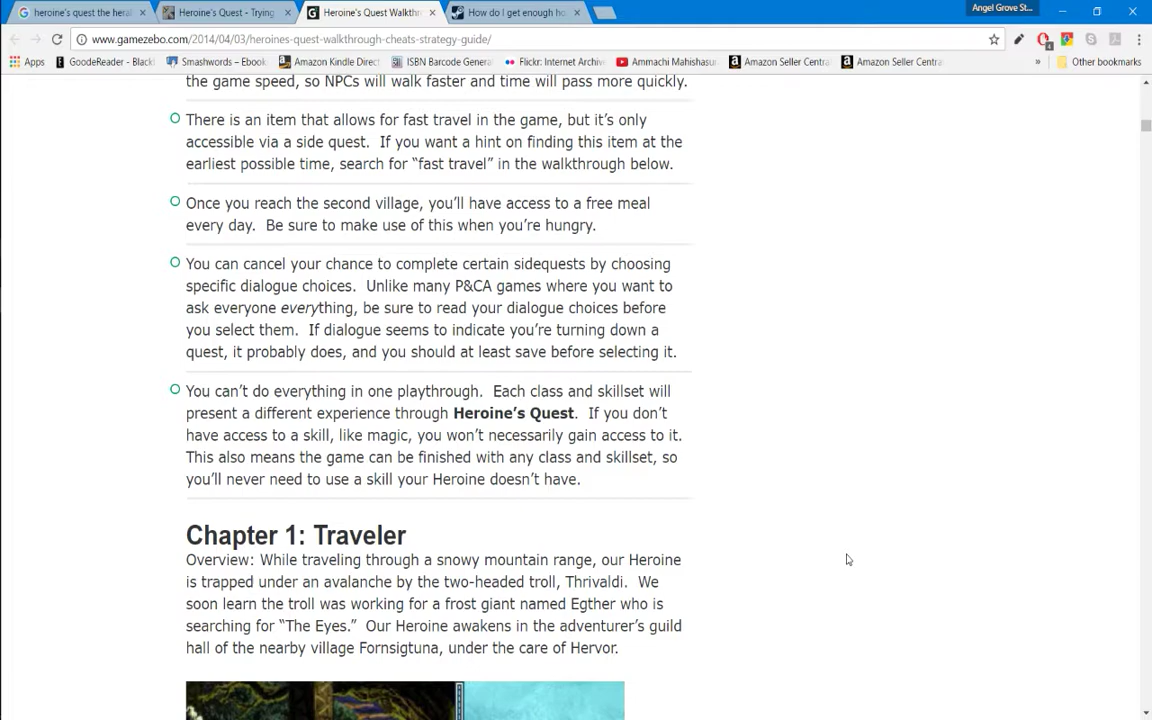 heroine's quest the hera
Heroine's Quest - Trying
Heroine's Quest Walkthr
How do I get enough ho
Angel Grove St...
www.gamezebo.com/2014/04/03/heroines-quest-walkthrough-cheats-strategy-guide/
Apps
GoodeReader - Black
Smashwords – Ebook
Amazon Kindle Direct
ISBN Barcode Genera
Flickr: Internet Archiv
Ammachi Mahishasu
Amazon Seller Centra
Amazon Seller Centra
»
Other bookmarks
the game speed, so NPCs will walk faster and time will pass more quickly.
There is an item that allows for fast travel in the game, but it's only
accessible via a side quest. If you want a hint on finding this item at the
earliest possible time, search for “fast travel” in the walkthrough below.
Once you reach the second village, you'll have access to a free meal
every day. Be sure to make use of this when you're hungry.
You can cancel your chance to complete certain sidequests by choosing
specific dialogue choices. Unlike many P&CA games where you want to
ask everyone everything, be sure to read your dialogue choices before
you select them. If dialogue seems to indicate you're turning down a
quest, it probably does, and you should at least save before selecting it.
You can't do everything in one playthrough. Each class and skillset will
present a different experience through Heroine's Quest. If you don't
have access to a skill, like magic, you won't necessarily gain access to it.
This also means the game can be finished with any class and skillset, so
you'll never need to use a skill your Heroine doesn't have.
Chapter 1: Traveler
Overview: While traveling through a snowy mountain range, our Heroine
is trapped under an avalanche by the two-headed troll, Thrivaldi. We
soon learn the troll was working for a frost giant named Egther who is
searching for “The Eyes.” Our Heroine awakens in the adventurer's guild
hall of the nearby village Fornsigtuna, under the care of Hervor.